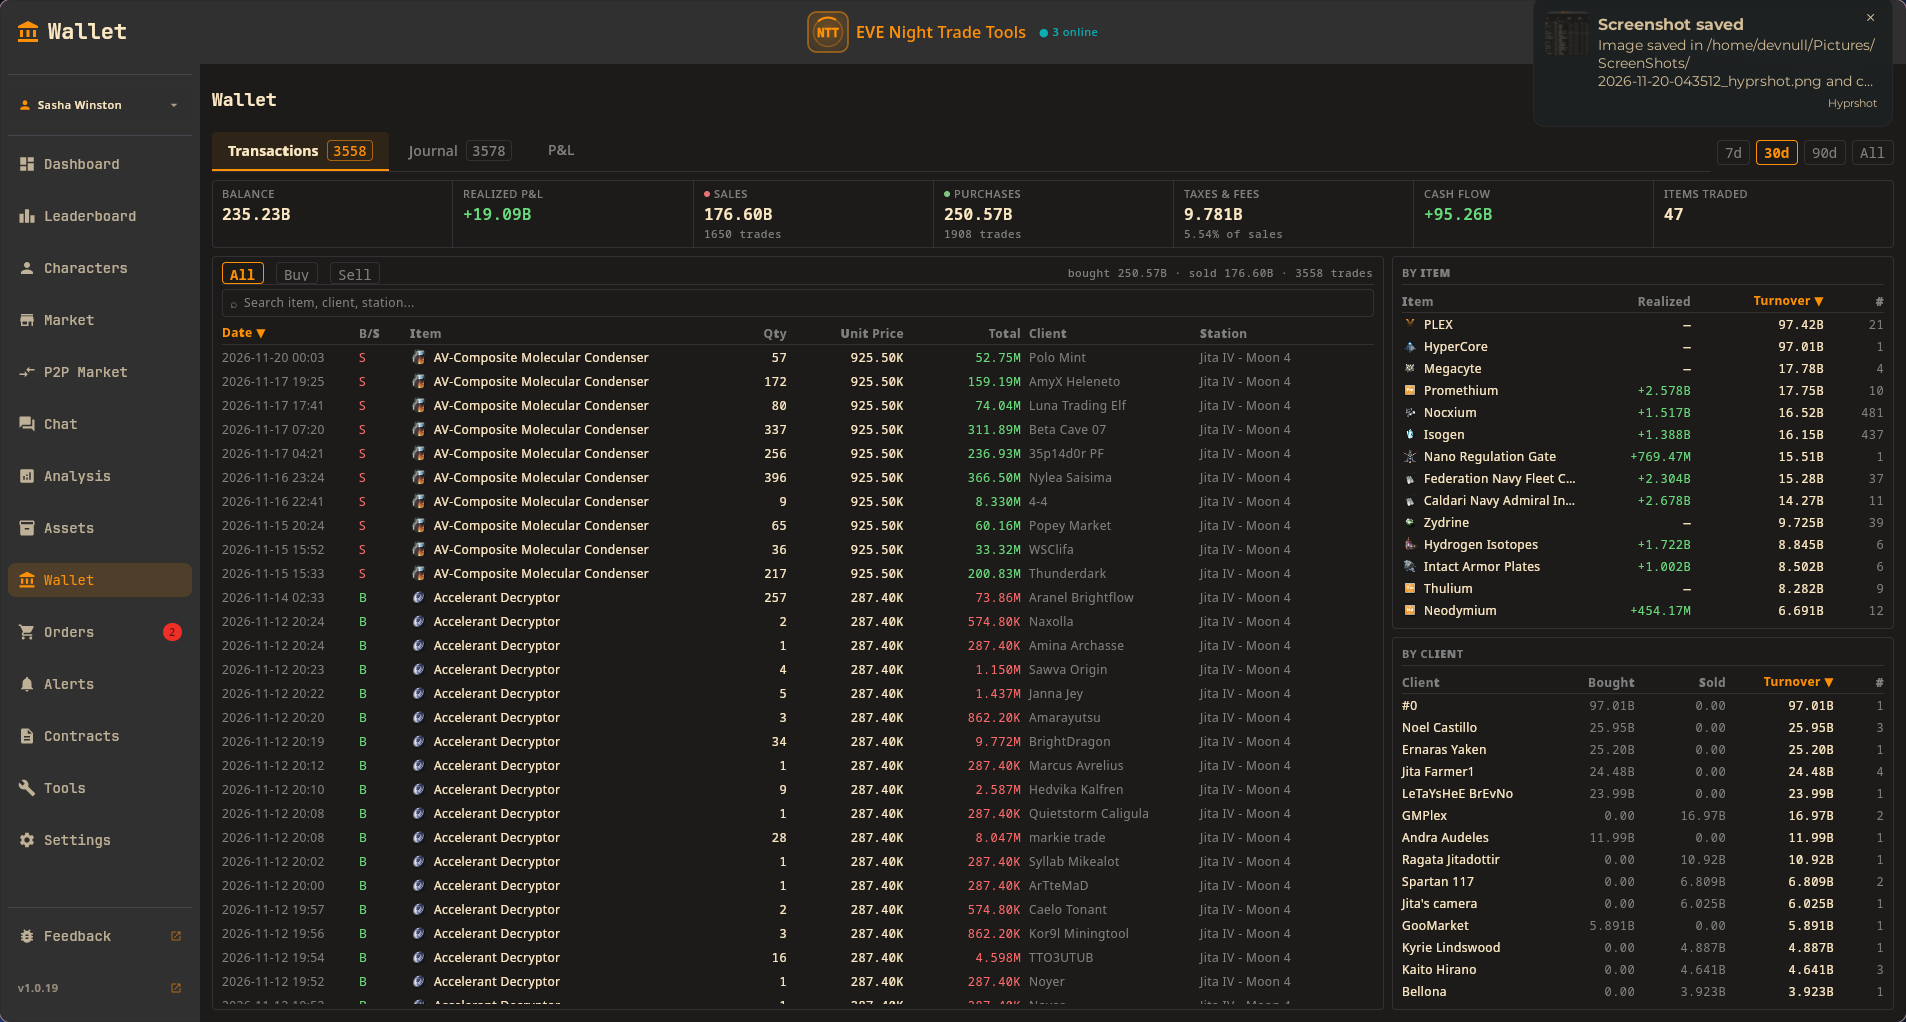 Wallet
NTT EVE Night Trade Tools 3 online
Screenshot saved
Image saved in /home/devnull/Pictures/
ScreenShots/
2026-11-20-043512_hyprshot.png and c...
Hyprshot
Sasha Winston
Dashboard
Leaderboard
Characters
Market
P2P Market
Chat
Analysis
Assets
Wallet
Orders 2
Alerts
Contracts
Tools
Settings
Feedback
v1.0.19
Wallet
Transactions 3558 Journal 3578 P&L
7d 30d 90d All
BALANCE
235.23B
REALIZED P&L
+19.09B
SALES
176.60B
1650 trades
PURCHASES
250.57B
1908 trades
TAXES & FEES
9.781B
5.54% of sales
CASH FLOW
+95.26B
ITEMS TRADED
47
All Buy Sell bought 250.57B · sold 176.60B · 3558 trades
Search item, client, station...
Date ▼ B/S Item Qty Unit Price Total Client Station
2026-11-20 00:03 S AV-Composite Molecular Condenser 57 925.50K 52.75M Polo Mint Jita IV - Moon 4
2026-11-17 19:25 S AV-Composite Molecular Condenser 172 925.50K 159.19M AmyX Heleneto Jita IV - Moon 4
2026-11-17 17:41 S AV-Composite Molecular Condenser 80 925.50K 74.04M Luna Trading Elf Jita IV - Moon 4
2026-11-17 07:20 S AV-Composite Molecular Condenser 337 925.50K 311.89M Beta Cave 07 Jita IV - Moon 4
2026-11-17 04:21 S AV-Composite Molecular Condenser 256 925.50K 236.93M 35p14d0r PF Jita IV - Moon 4
2026-11-16 23:24 S AV-Composite Molecular Condenser 396 925.50K 366.50M Nylea Saisima Jita IV - Moon 4
2026-11-16 22:41 S AV-Composite Molecular Condenser 9 925.50K 8.330M 4-4 Jita IV - Moon 4
2026-11-15 20:24 S AV-Composite Molecular Condenser 65 925.50K 60.16M Popey Market Jita IV - Moon 4
2026-11-15 15:52 S AV-Composite Molecular Condenser 36 925.50K 33.32M WSClifa Jita IV - Moon 4
2026-11-15 15:33 S AV-Composite Molecular Condenser 217 925.50K 200.83M Thunderdark Jita IV - Moon 4
2026-11-14 02:33 B Accelerant Decryptor 257 287.40K 73.86M Aranel Brightflow Jita IV - Moon 4
2026-11-12 20:24 B Accelerant Decryptor 2 287.40K 574.80K Naxolla Jita IV - Moon 4
2026-11-12 20:24 B Accelerant Decryptor 1 287.40K 287.40K Amina Archasse Jita IV - Moon 4
2026-11-12 20:23 B Accelerant Decryptor 4 287.40K 1.150M Sawva Origin Jita IV - Moon 4
2026-11-12 20:22 B Accelerant Decryptor 5 287.40K 1.437M Janna Jey Jita IV - Moon 4
2026-11-12 20:20 B Accelerant Decryptor 3 287.40K 862.20K Amarayutsu Jita IV - Moon 4
2026-11-12 20:19 B Accelerant Decryptor 34 287.40K 9.772M BrightDragon Jita IV - Moon 4
2026-11-12 20:12 B Accelerant Decryptor 1 287.40K 287.40K Marcus Avrelius Jita IV - Moon 4
2026-11-12 20:10 B Accelerant Decryptor 9 287.40K 2.587M Hedvika Kalfren Jita IV - Moon 4
2026-11-12 20:08 B Accelerant Decryptor 1 287.40K 287.40K Quietstorm Caligula Jita IV - Moon 4
2026-11-12 20:08 B Accelerant Decryptor 28 287.40K 8.047M markie trade Jita IV - Moon 4
2026-11-12 20:02 B Accelerant Decryptor 1 287.40K 287.40K Syllab Mikealot Jita IV - Moon 4
2026-11-12 20:00 B Accelerant Decryptor 1 287.40K 287.40K ArTteMaD Jita IV - Moon 4
2026-11-12 19:57 B Accelerant Decryptor 2 287.40K 574.80K Caelo Tonant Jita IV - Moon 4
2026-11-12 19:56 B Accelerant Decryptor 3 287.40K 862.20K Kor9l Miningtool Jita IV - Moon 4
2026-11-12 19:54 B Accelerant Decryptor 16 287.40K 4.598M TTO3UTUB Jita IV - Moon 4
2026-11-12 19:52 B Accelerant Decryptor 1 287.40K 287.40K Noyer Jita IV - Moon 4
BY ITEM
Item Realized Turnover ▼ #
PLEX — 97.42B 21
HyperCore — 97.01B 1
Megacyte — 17.78B 4
Promethium +2.578B 17.75B 10
Nocxium +1.517B 16.52B 481
Isogen +1.388B 16.15B 437
Nano Regulation Gate +769.47M 15.51B 1
Federation Navy Fleet C... +2.304B 15.28B 37
Caldari Navy Admiral In... +2.678B 14.27B 11
Zydrine — 9.725B 39
Hydrogen Isotopes +1.722B 8.845B 6
Intact Armor Plates +1.002B 8.502B 6
Thulium — 8.282B 9
Neodymium +454.17M 6.691B 12
BY CLIENT
Client Bought Sold Turnover ▼ #
#0 97.01B 0.00 97.01B 1
Noel Castillo 25.95B 0.00 25.95B 3
Ernaras Yaken 25.20B 0.00 25.20B 1
Jita Farmer1 24.48B 0.00 24.48B 4
LeTaYsHeE BrEvNo 23.99B 0.00 23.99B 1
GMPlex 0.00 16.97B 16.97B 2
Andra Audeles 11.99B 0.00 11.99B 1
Ragata Jitadottir 0.00 10.92B 10.92B 1
Spartan 117 0.00 6.809B 6.809B 2
Jita's camera 0.00 6.025B 6.025B 1
GooMarket 5.891B 0.00 5.891B 1
Kyrie Lindswood 0.00 4.887B 4.887B 1
Kaito Hirano 0.00 4.641B 4.641B 3
Bellona 0.00 3.923B 3.923B 1